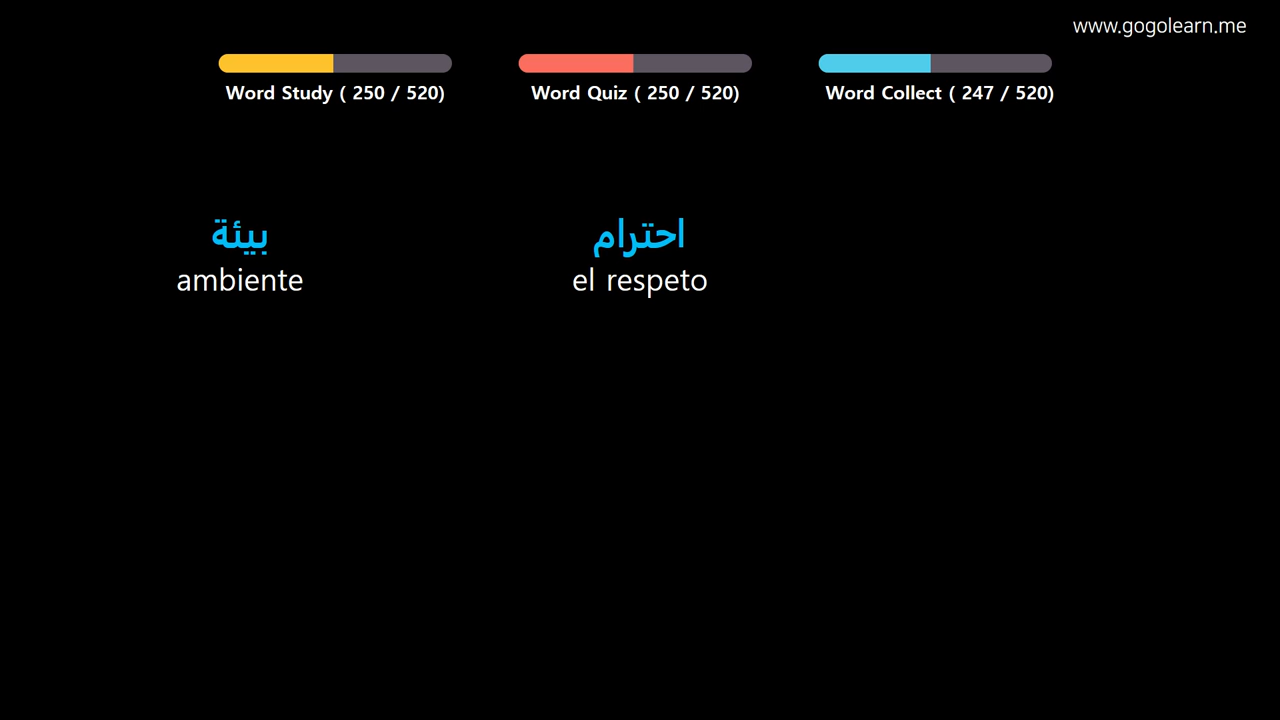 www.gogolearn.me
Word Study ( 250 / 520)
Word Quiz ( 250 / 520)
Word Collect ( 247 / 520)
بيئة
ambiente
احترام
el respeto